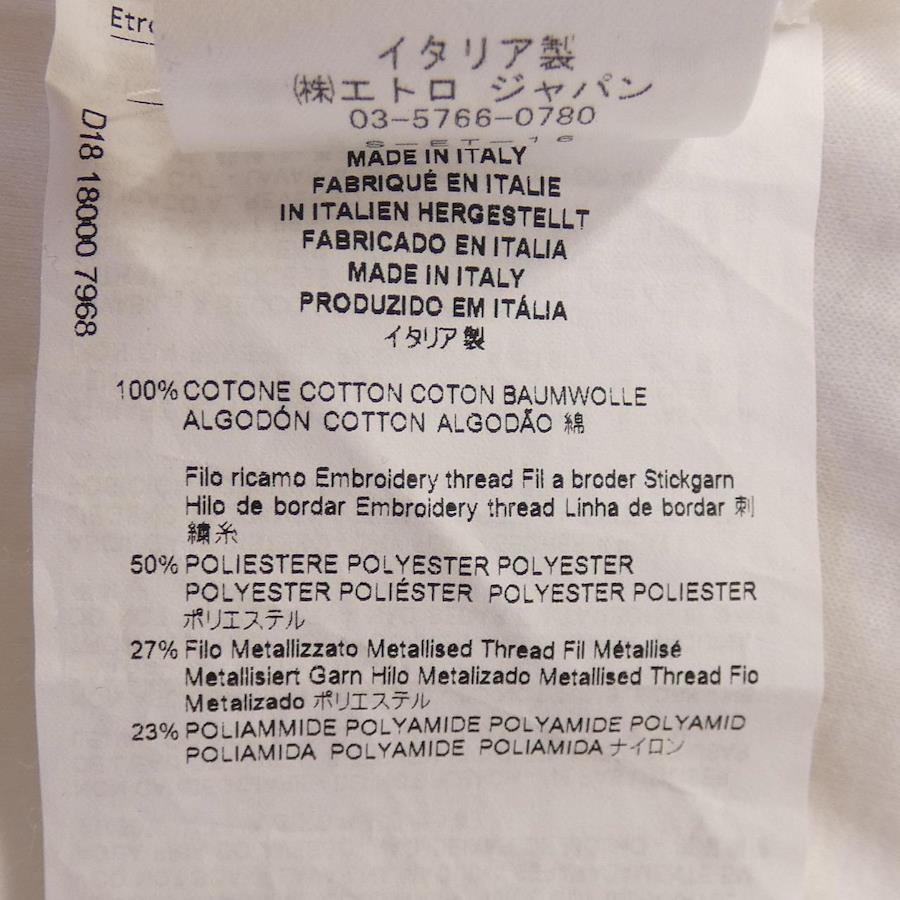 イタリア製
㈱エトロ ジャパン
03-5766-0780
MADE IN ITALY
FABRIQUÉ EN ITALIE
IN ITALIEN HERGESTELLT
FABRICADO EN ITALIA
MADE IN ITALY
PRODUZIDO EM ITÁLIA
イタリア製
D18 18000 7968
100% COTONE COTTON COTON BAUMWOLLE
ALGODÓN COTTON ALGODÃO 綿
Filo ricamo Embroidery thread Fil a broder Stickgarn
Hilo de bordar Embroidery thread Linha de bordar 刺
繍糸
50% POLIESTERE POLYESTER POLYESTER
POLYESTER POLIÉSTER POLYESTER POLIESTER
ポリエステル
27% Filo Metallizzato Metallised Thread Fil Métallisé
Metallisiert Garn Hilo Metalizado Metallised Thread Fio
Metalizado ポリエステル
23% POLIAMMIDE POLYAMIDE POLYAMIDE POLYAMID
POLIAMIDA POLYAMIDE POLIAMIDA ナイロン